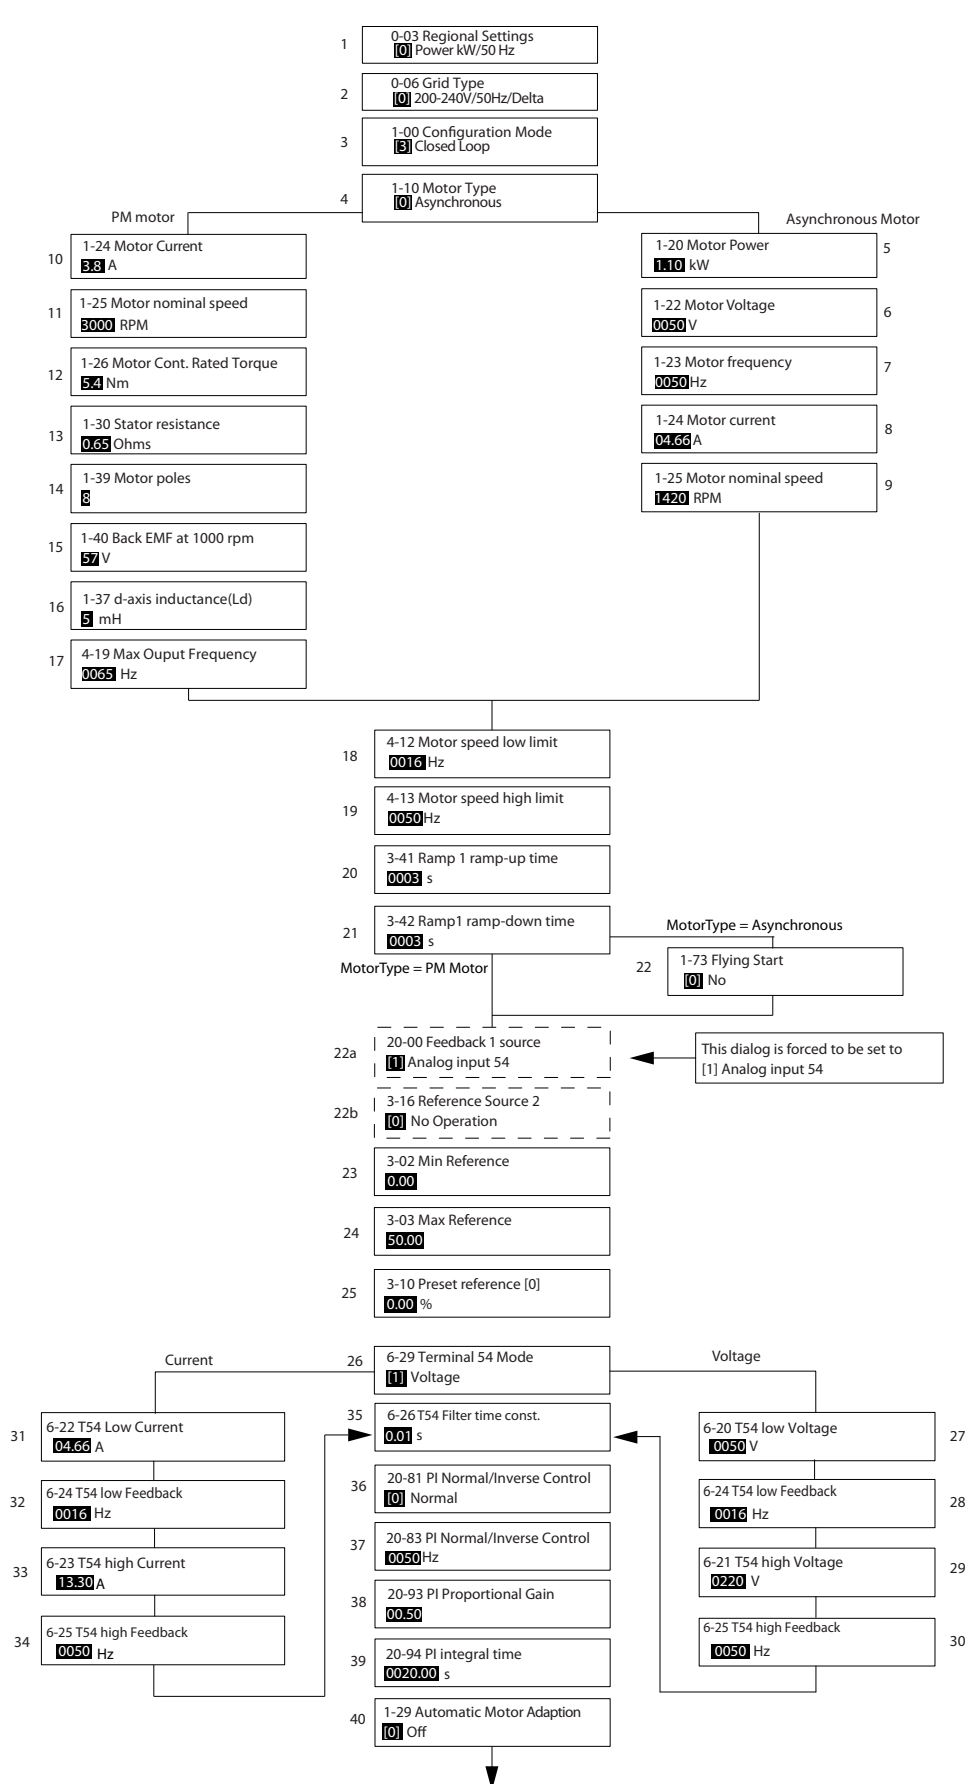 1
0-03 Regional Settings
[0] Power kW/50 Hz
2
0-06 Grid Type
[0] 200-240V/50Hz/Delta
3
1-00 Configuration Mode
[3] Closed Loop
4
1-10 Motor Type
[0] Asynchronous
PM motor
Asynchronous Motor
10
1-24 Motor Current
3.8 A
11
1-25 Motor nominal speed
3000 RPM
12
1-26 Motor Cont. Rated Torque
5.4 Nm
13
1-30 Stator resistance
0.65 Ohms
14
1-39 Motor poles
8
15
1-40 Back EMF at 1000 rpm
57 V
16
1-37 d-axis inductance(Ld)
5 mH
17
4-19 Max Ouput Frequency
0065 Hz
1-20 Motor Power
1.10 kW
5
1-22 Motor Voltage
0050 V
6
1-23 Motor frequency
0050 Hz
7
1-24 Motor current
04.66 A
8
1-25 Motor nominal speed
1420 RPM
9
18
4-12 Motor speed low limit
0016 Hz
19
4-13 Motor speed high limit
0050 Hz
20
3-41 Ramp 1 ramp-up time
0003 s
21
3-42 Ramp1 ramp-down time
0003 s
MotorType = Asynchronous
MotorType = PM Motor
22
1-73 Flying Start
[0] No
22a
20-00 Feedback 1 source
[1] Analog input 54
This dialog is forced to be set to
[1] Analog input 54
22b
3-16 Reference Source 2
[0] No Operation
23
3-02 Min Reference
0.00
24
3-03 Max Reference
50.00
25
3-10 Preset reference [0]
0.00 %
Current
26
6-29 Terminal 54 Mode
[1] Voltage
Voltage
31
6-22 T54 Low Current
04.66 A
32
6-24 T54 low Feedback
0016 Hz
33
6-23 T54 high Current
13.30 A
34
6-25 T54 high Feedback
0050 Hz
35
6-26 T54 Filter time const.
0.01 s
36
20-81 PI Normal/Inverse Control
[0] Normal
37
20-83 PI Normal/Inverse Control
0050 Hz
38
20-93 PI Proportional Gain
00.50
39
20-94 PI integral time
0020.00 s
40
1-29 Automatic Motor Adaption
[0] Off
6-20 T54 low Voltage
0050 V
27
6-24 T54 low Feedback
0016 Hz
28
6-21 T54 high Voltage
0220 V
29
6-25 T54 high Feedback
0050 Hz
30